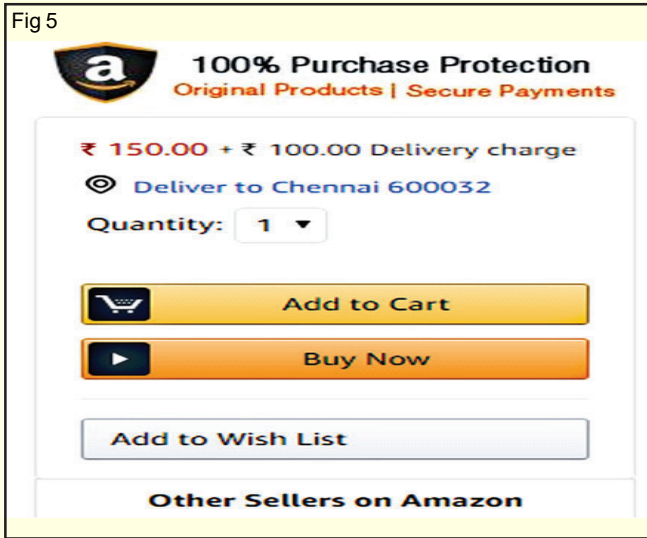 Fig 5
a
100% Purchase Protection
Original Products | Secure Payments
₹ 150.00 + ₹ 100.00 Delivery charge
Deliver to Chennai 600032
Quantity: 1
Add to Cart
Buy Now
Add to Wish List
Other Sellers on Amazon